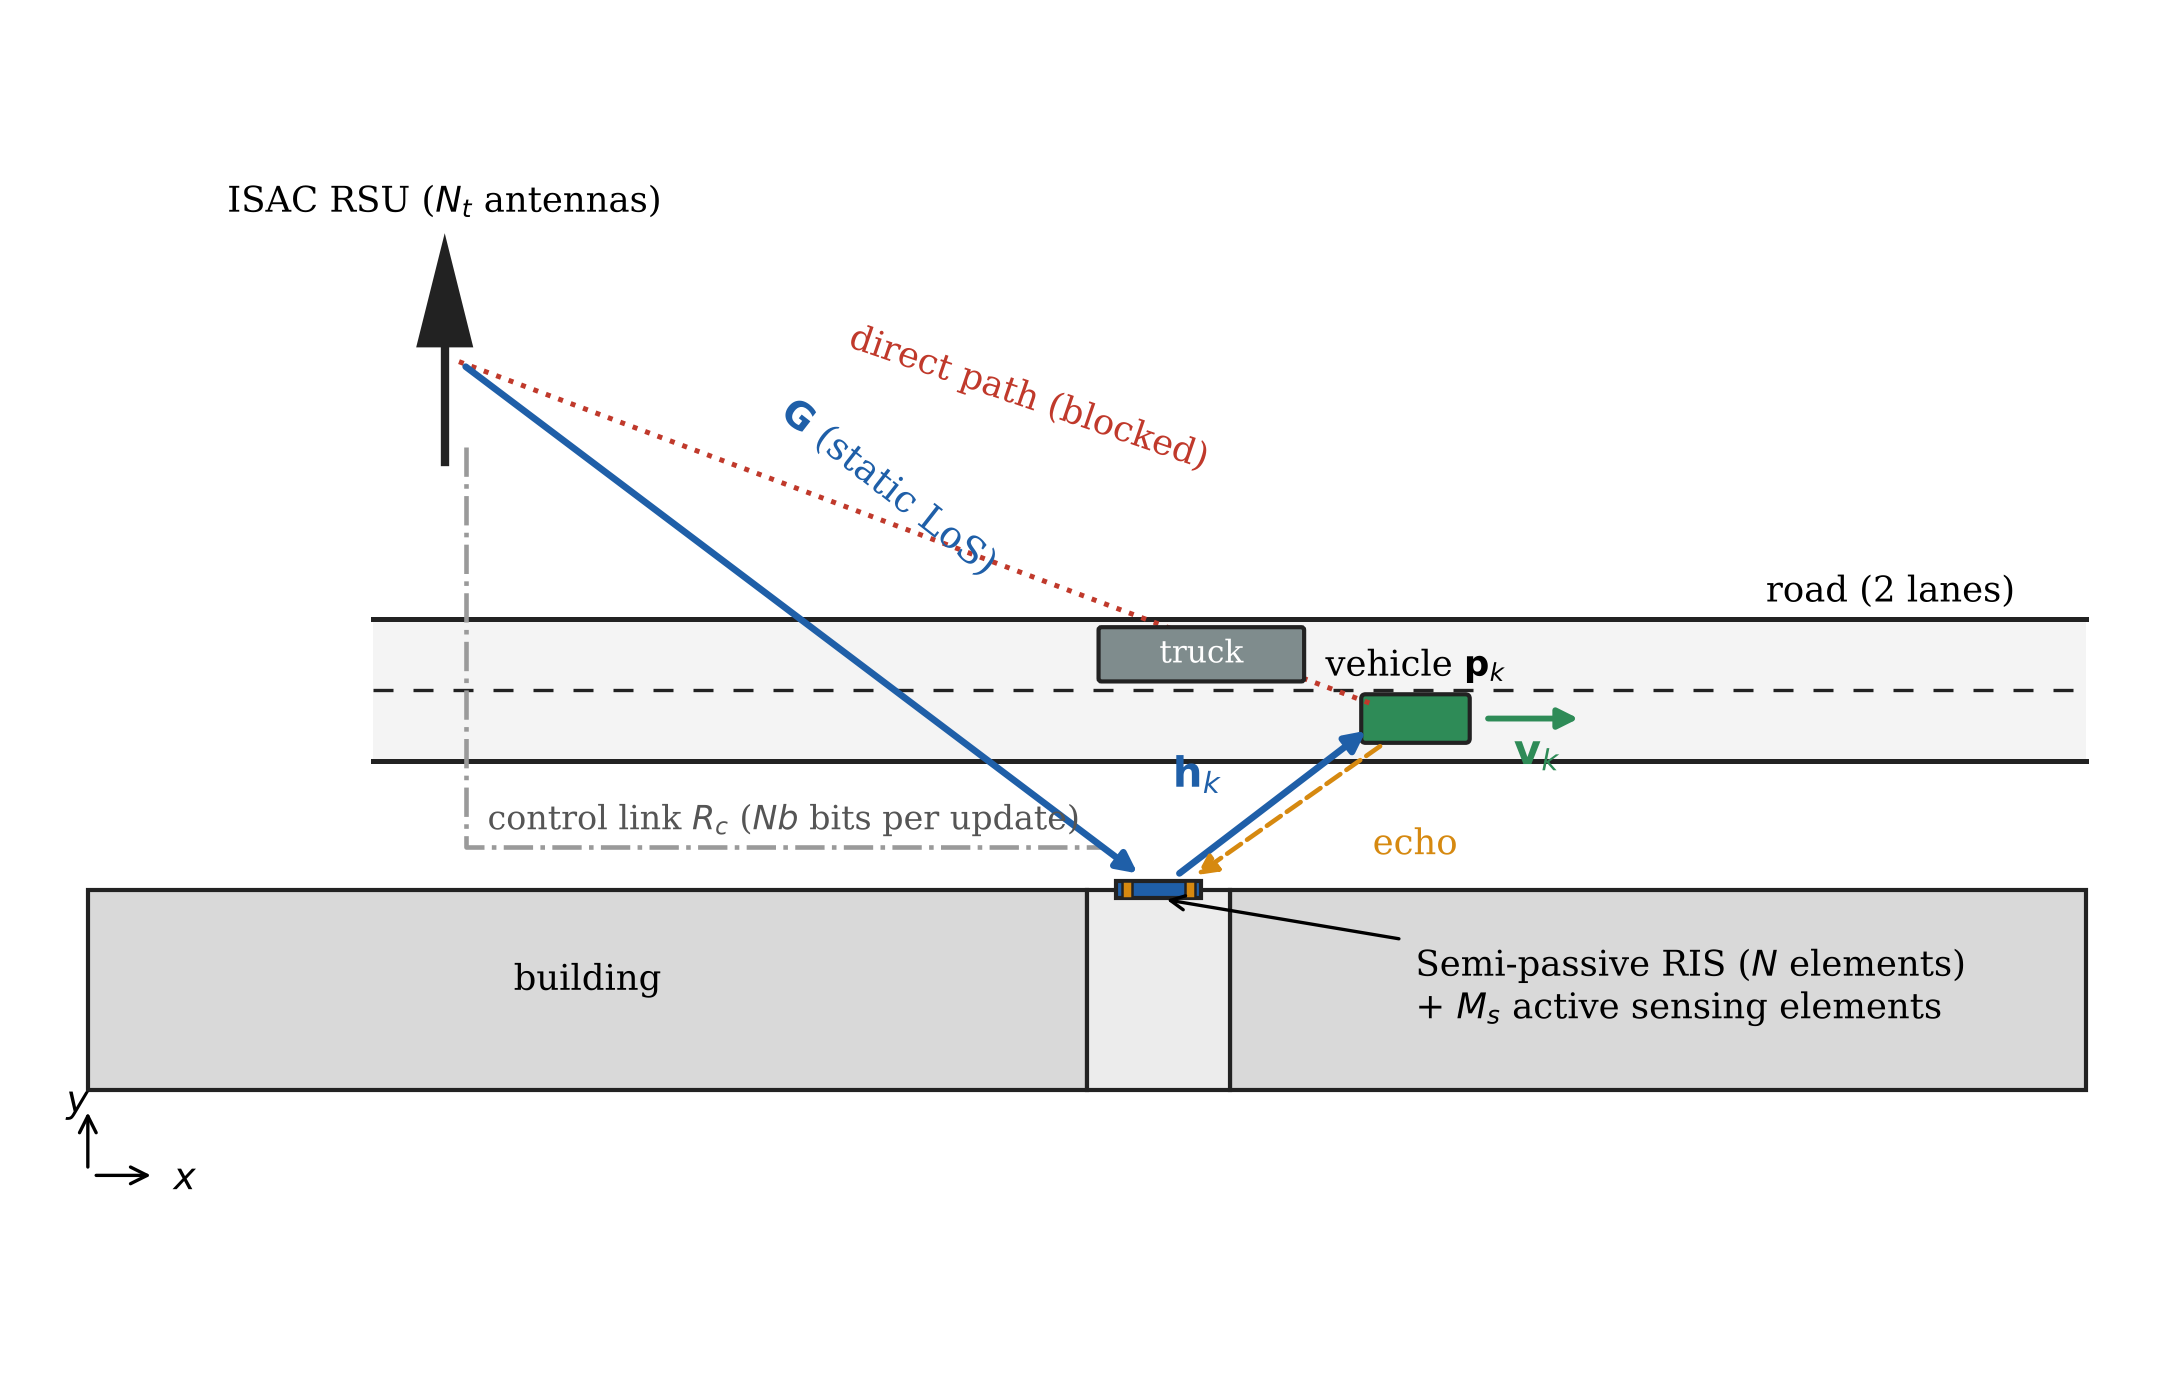 ISAC RSU (Nₜ antennas)
direct path (blocked)
G (static LoS)
road (2 lanes)
truck
vehicle pₖ
vₖ
hₖ
control link R_c (Nb bits per update)
echo
building
Semi-passive RIS (N elements)
+ Mₛ active sensing elements
y
x